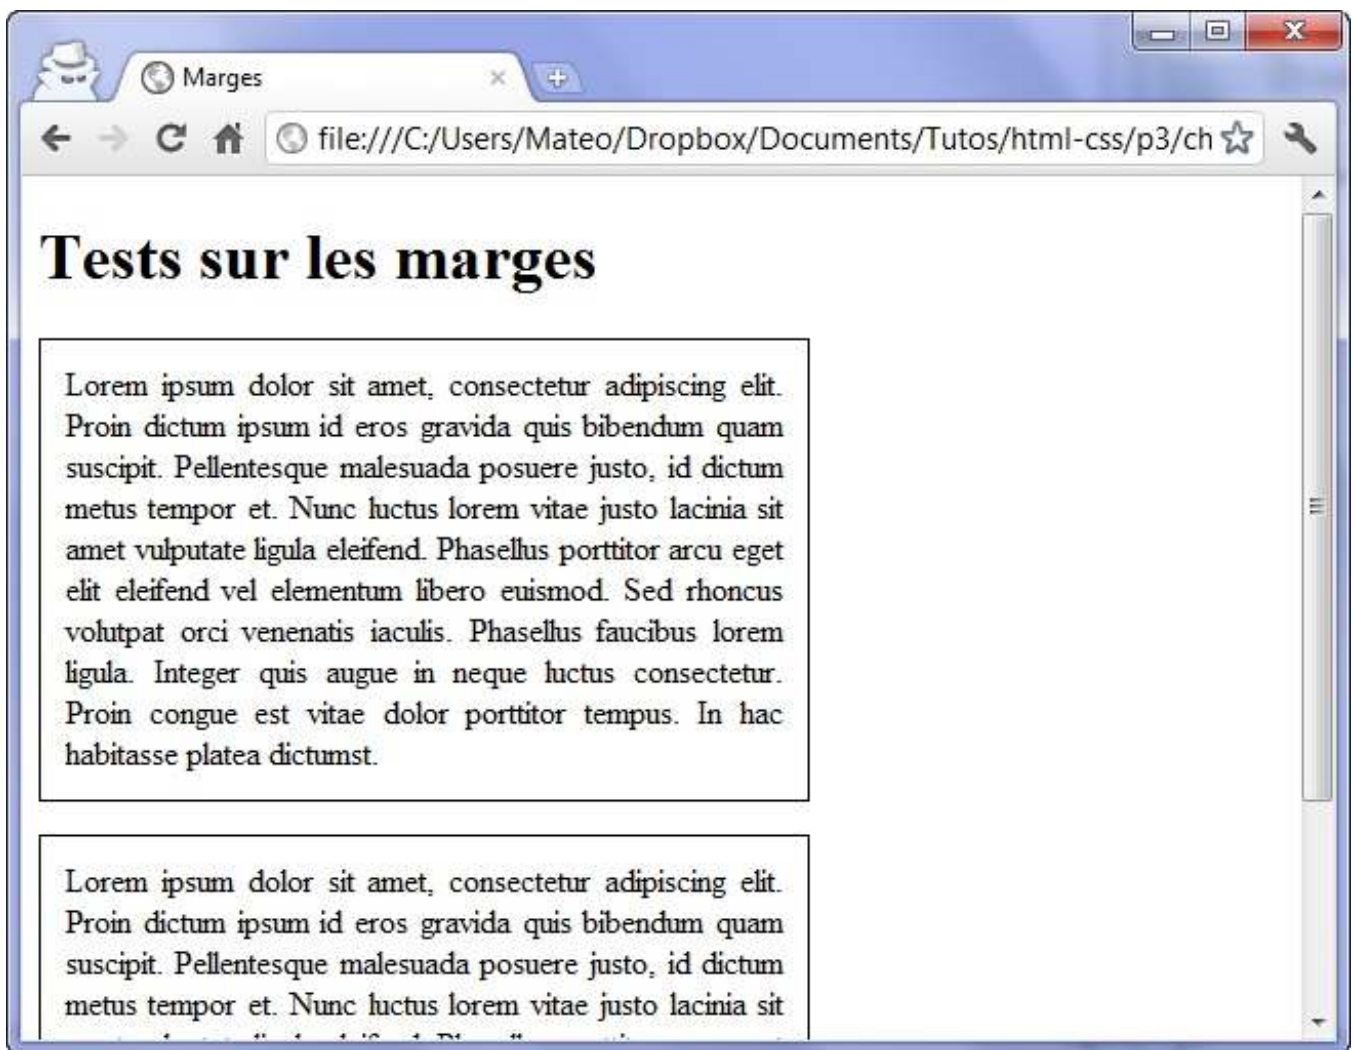 Marges
file:///C:/Users/Mateo/Dropbox/Documents/Tutos/html-css/p3/ch
Tests sur les marges
Lorem ipsum dolor sit amet, consectetur adipiscing elit.
Proin dictum ipsum id eros gravida quis bibendum quam
suscipit. Pellentesque malesuada posuere justo, id dictum
metus tempor et. Nunc luctus lorem vitae justo lacinia sit
amet vulputate ligula eleifend. Phasellus porttitor arcu eget
elit eleifend vel elementum libero euismod. Sed rhoncus
volutpat orci venenatis iaculis. Phasellus faucibus lorem
ligula. Integer quis augue in neque luctus consectetur.
Proin congue est vitae dolor porttitor tempus. In hac
habitasse platea dictumst.
Lorem ipsum dolor sit amet, consectetur adipiscing elit.
Proin dictum ipsum id eros gravida quis bibendum quam
suscipit. Pellentesque malesuada posuere justo, id dictum
metus tempor et. Nunc luctus lorem vitae justo lacinia sit